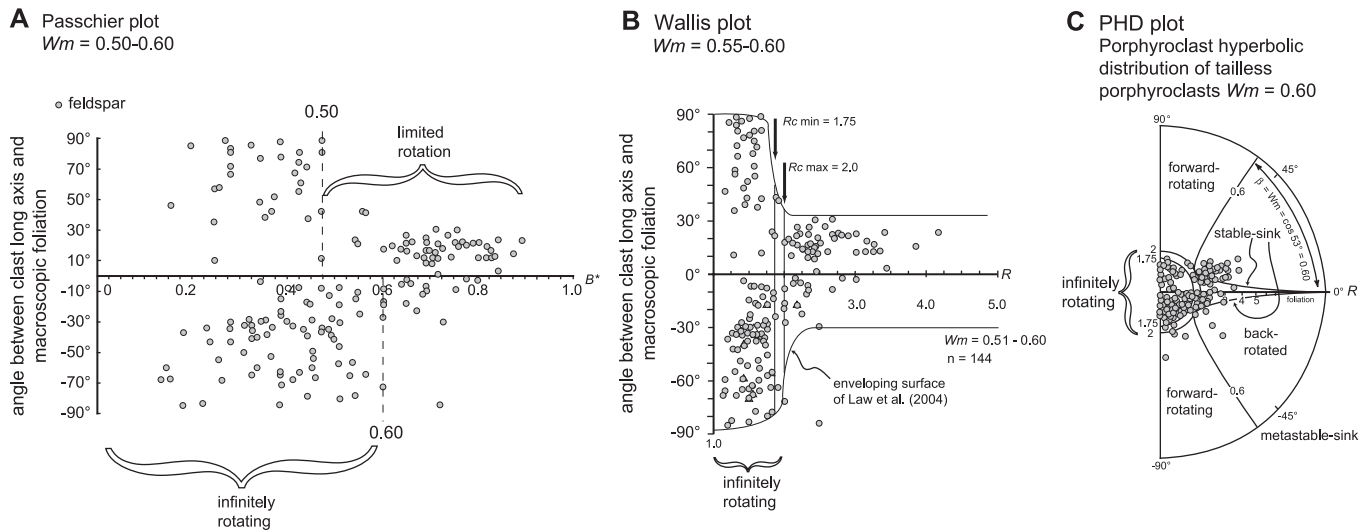 A Passchier plot
Wm = 0.50-0.60
feldspar
0.50
limited
rotation
angle between clast long axis and
macroscopic foliation
90°
70°
50°
30°
10°
-10°
-30°
-50°
-70°
-90°
0
0.2
0.4
0.6
0.8
1.0
B*
0.60
infinitely
rotating
B Wallis plot
Wm = 0.55-0.60
angle between clast long axis and
macroscopic foliation
90°
60°
30°
0°
-30°
-60°
-90°
Rc min = 1.75
Rc max = 2.0
R
1.0
3.0
4.0
5.0
Wm = 0.51 - 0.60
n = 144
enveloping surface
of Law et al. (2004)
infinitely
rotating
C PHD plot
Porphyroclast hyperbolic
distribution of tailless
porphyroclasts Wm = 0.60
90°
forward-
rotating
0.6
45°
β = Wm = cos 53° = 0.60
stable-sink
2
1.75
infinitely
rotating
4
5
foliation
0° R
1.75
2
back-
rotated
0.6
forward-
rotating
-45°
metastable-sink
-90°